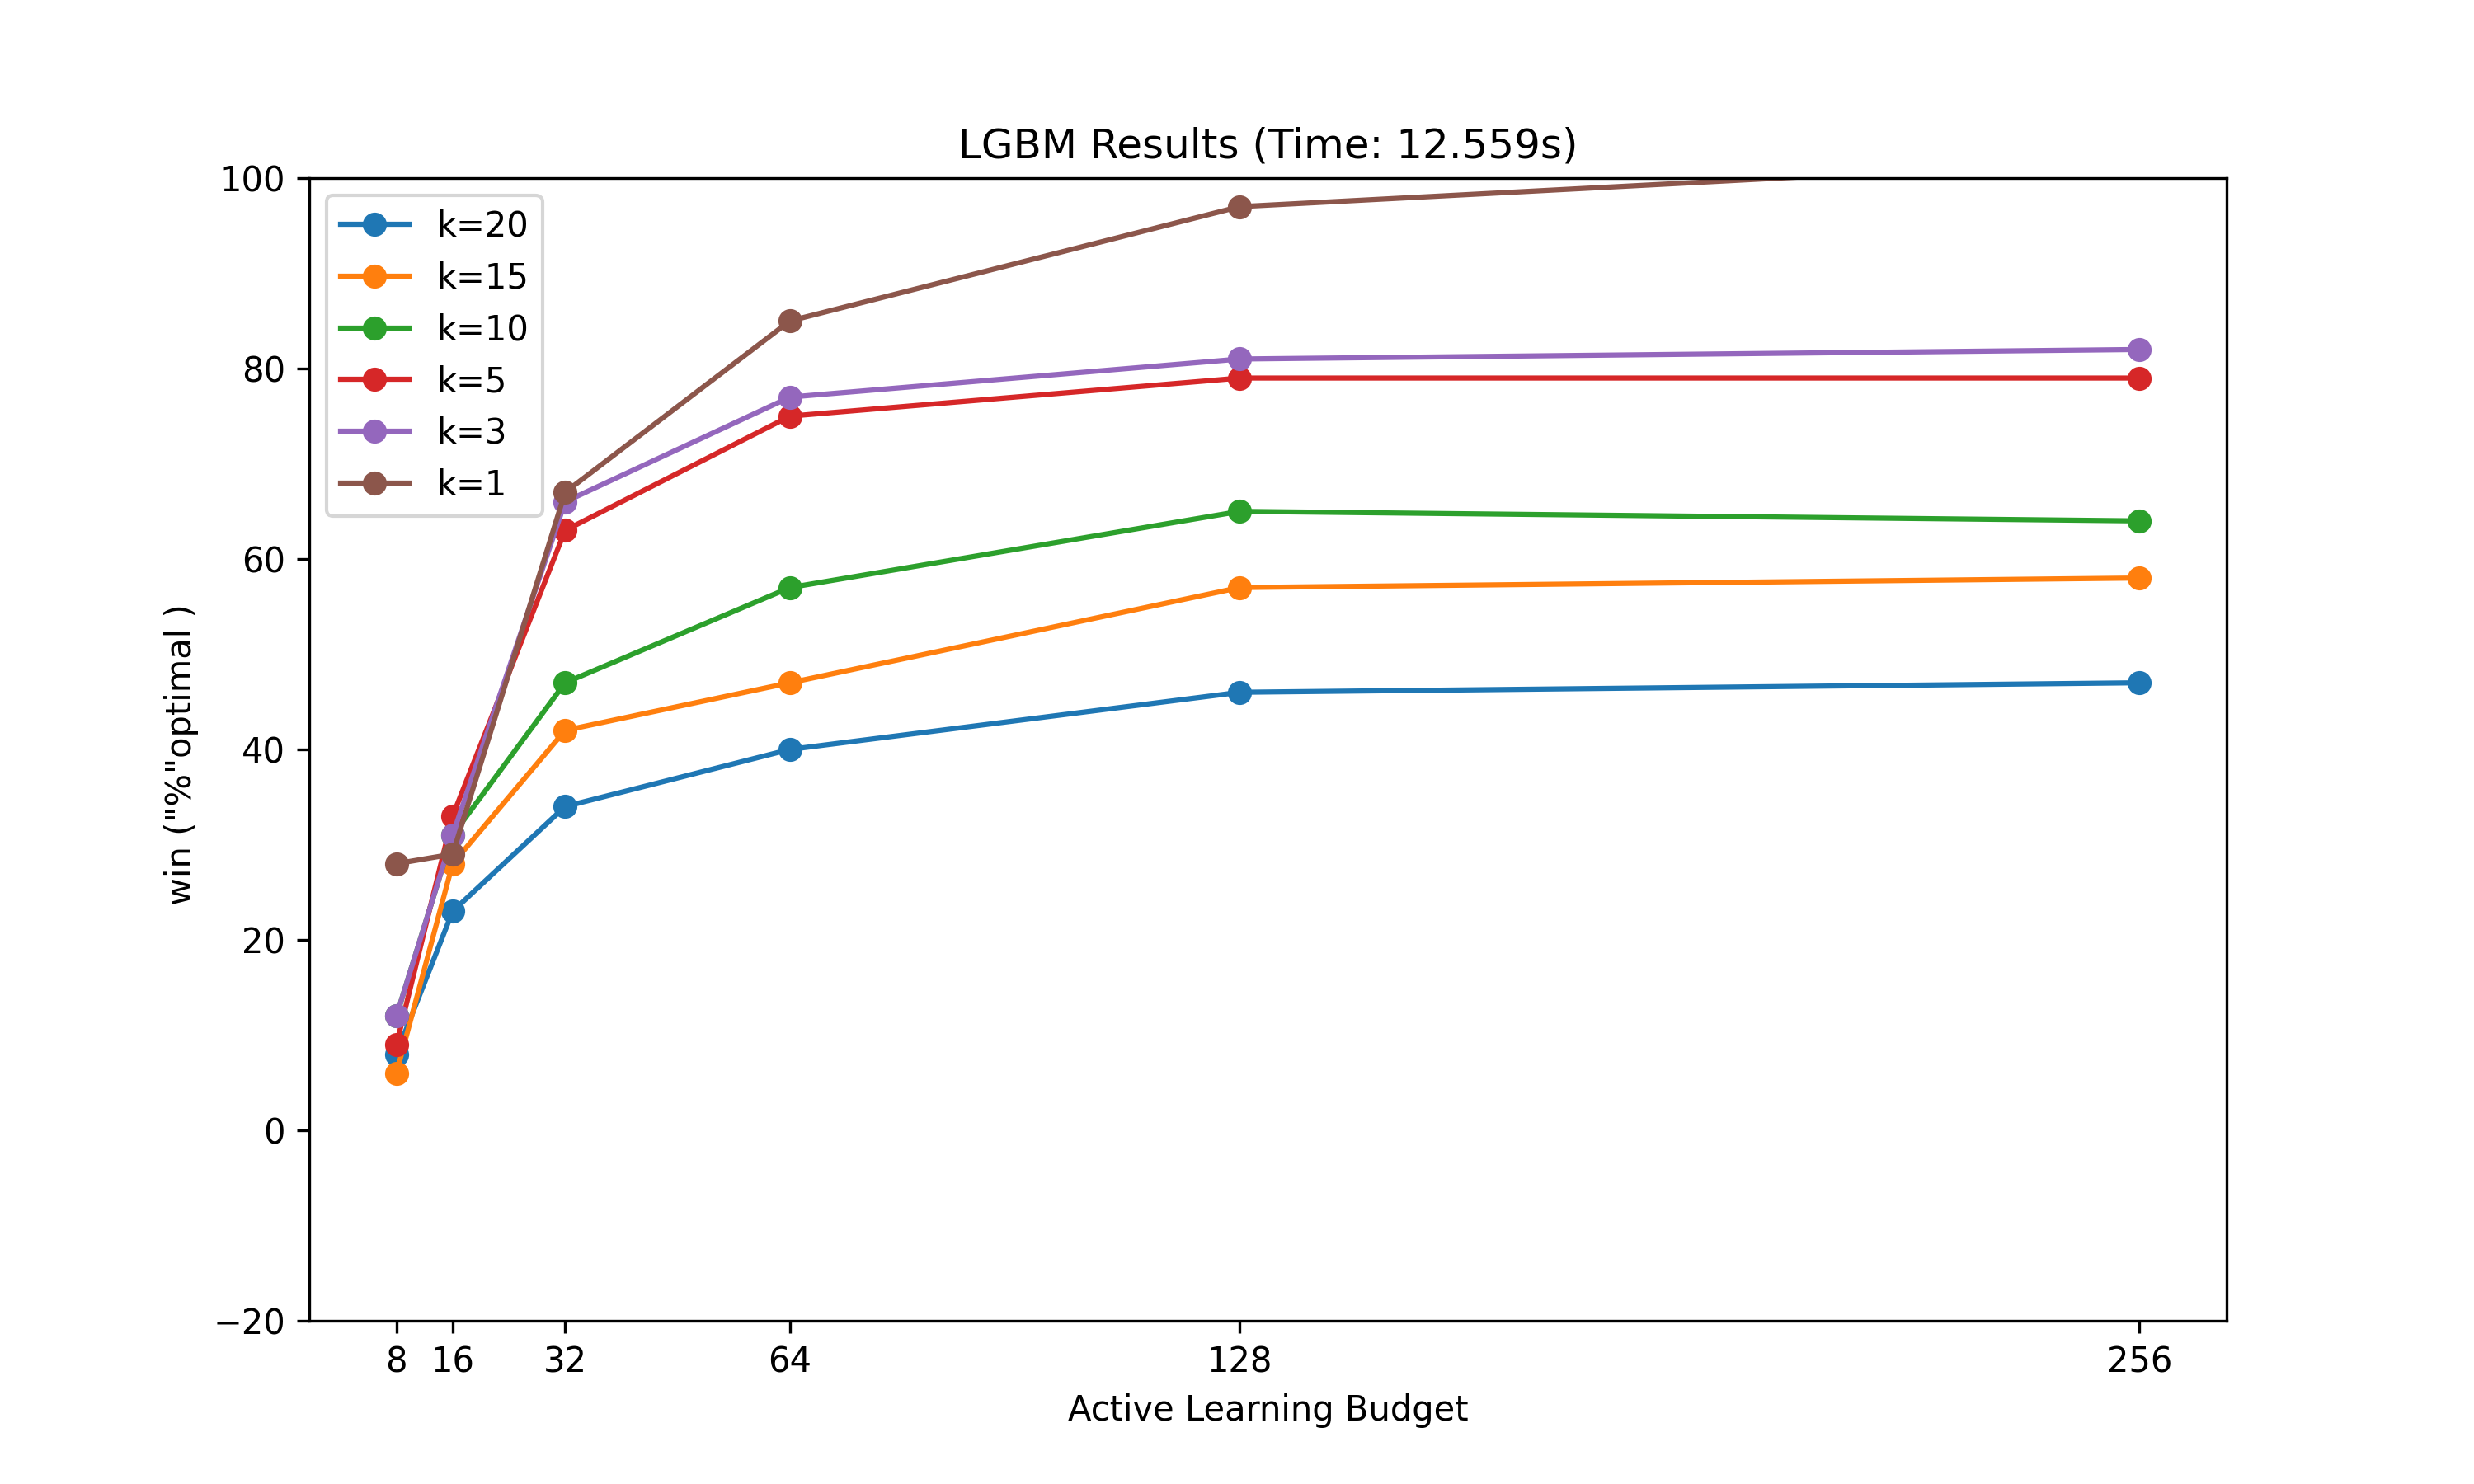 LGBM Results (Time: 12.559s)
100
80
60
40
20
0
−20
win ("%"optimal )
k=20
k=15
k=10
k=5
k=3
k=1
8 16 32 64 128 256
Active Learning Budget